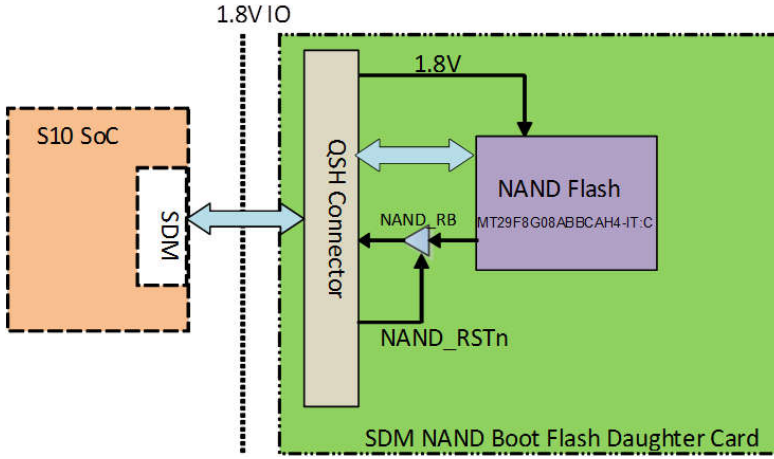 1.8V IO
1.8V
S10 SoC
SDM
QSH Connector
NAND Flash
MT29F8G08ABBCAH4-IT:C
NAND_RB
NAND_RSTn
SDM NAND Boot Flash Daughter Card